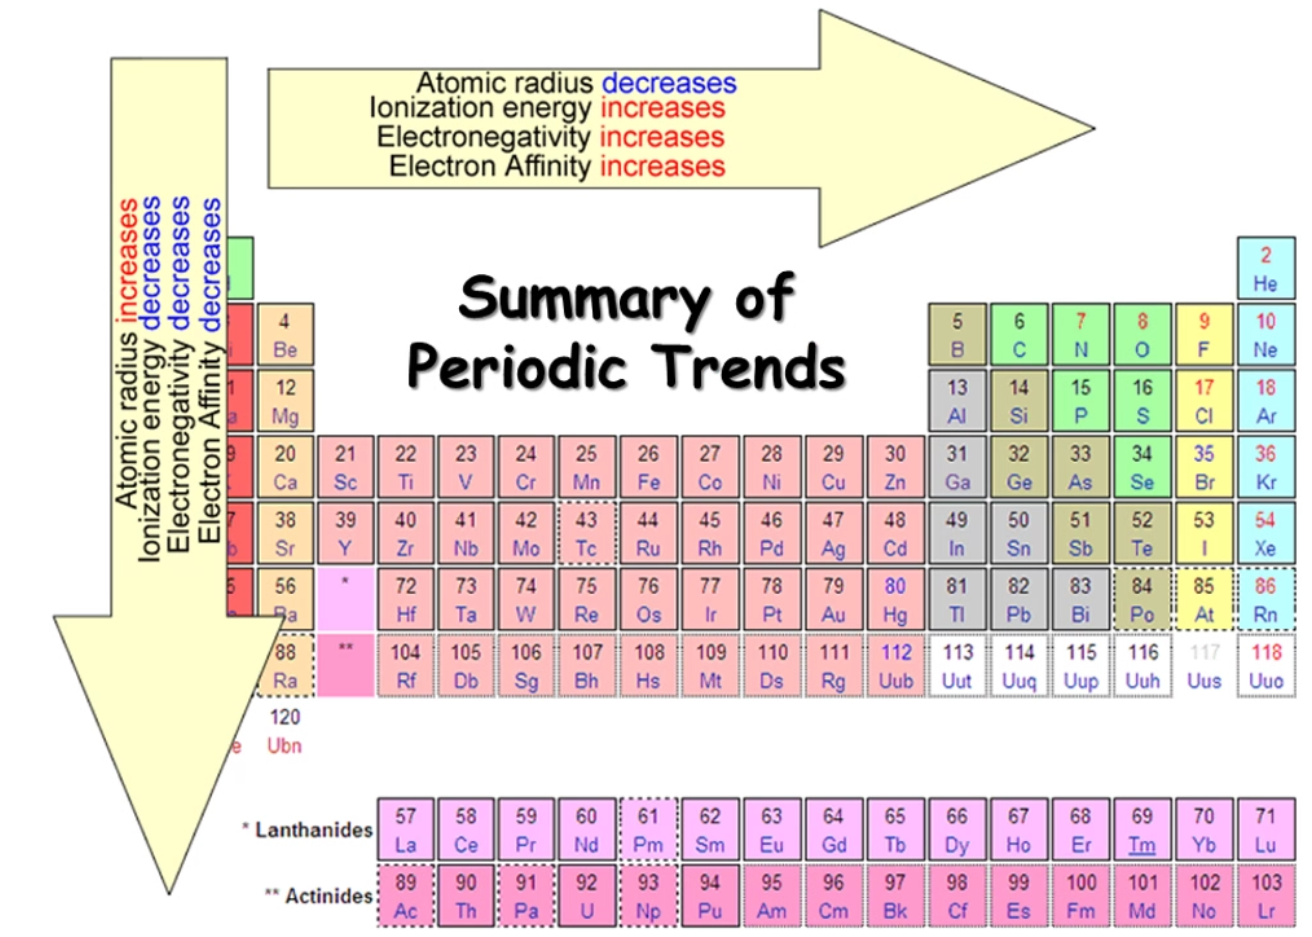 Atomic radius decreases
Ionization energy increases
Electronegativity increases
Electron Affinity increases
Atomic radius increases
Ionization energy decreases
Electronegativity decreases
Electron Affinity decreases
Summary of
Periodic Trends
2
He
4 5 6 7 8 9 10
Be B C N O F Ne
12 13 14 15 16 17 18
Mg Al Si P S Cl Ar
20 21 22 23 24 25 26 27 28 29 30 31 32 33 34 35 36
Ca Sc Ti V Cr Mn Fe Co Ni Cu Zn Ga Ge As Se Br Kr
38 39 40 41 42 43 44 45 46 47 48 49 50 51 52 53 54
Sr Y Zr Nb Mo Tc Ru Rh Pd Ag Cd In Sn Sb Te I Xe
56 * 72 73 74 75 76 77 78 79 80 81 82 83 84 85 86
Hf Ta W Re Os Ir Pt Au Hg Tl Pb Bi Po At Rn
88 ** 104 105 106 107 108 109 110 111 112 113 114 115 116 117 118
Ra Rf Db Sg Bh Hs Mt Ds Rg Uub Uut Uuq Uup Uuh Uus Uuo
120
Ubn
57 58 59 60 61 62 63 64 65 66 67 68 69 70 71
* Lanthanides
La Ce Pr Nd Pm Sm Eu Gd Tb Dy Ho Er Tm Yb Lu
89 90 91 92 93 94 95 96 97 98 99 100 101 102 103
** Actinides
Ac Th Pa U Np Pu Am Cm Bk Cf Es Fm Md No Lr